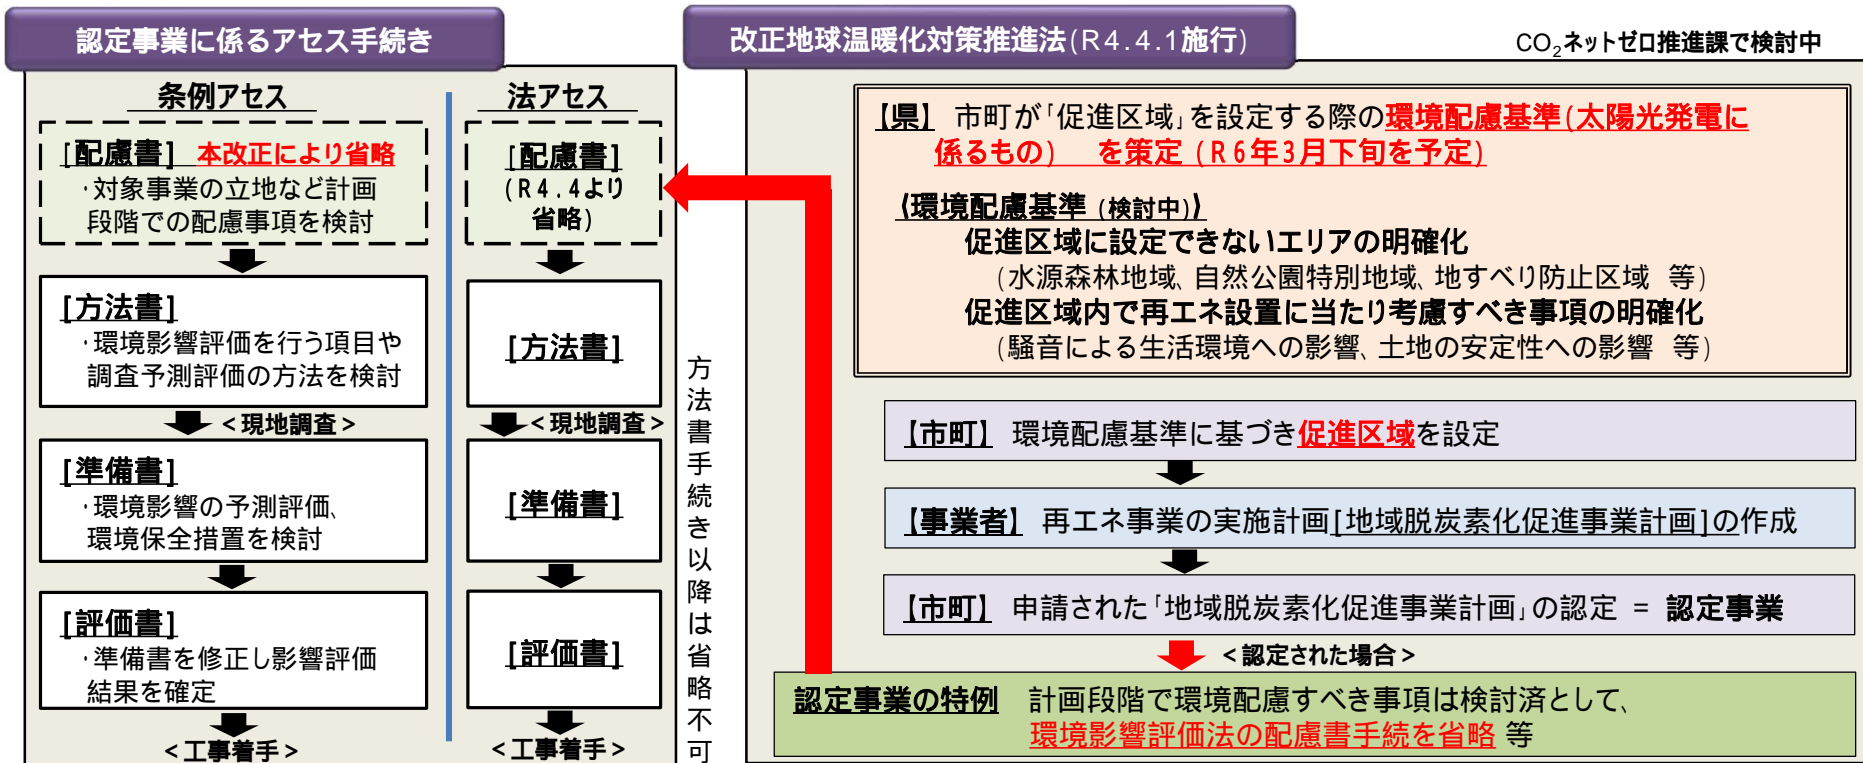 認定事業に係るアセス手続き
条例アセス
[配慮書] 本改正により省略
・対象事業の立地など計画
段階での配慮事項を検討
[方法書]
・環境影響評価を行う項目や
調査予測評価の方法を検討
<現地調査>
[準備書]
・環境影響の予測評価、
環境保全措置を検討
[評価書]
・準備書を修正し影響評価
結果を確定
<工事着手>
法アセス
[配慮書]
(R4.4より
省略)
[方法書]
<現地調査>
[準備書]
[評価書]
<工事着手>
方法書手続き以降は省略不可
改正地球温暖化対策推進法(R4.4.1施行)
CO2ネットゼロ推進課で検討中
【県】 市町が「促進区域」を設定する際の環境配慮基準(太陽光発電に
係るもの) を策定 (R6年3月下旬を予定)
《環境配慮基準 (検討中)》
促進区域に設定できないエリアの明確化
(水源森林地域、自然公園特別地域、地すべり防止区域 等)
促進区域内で再エネ設置に当たり考慮すべき事項の明確化
(騒音による生活環境への影響、土地の安定性への影響 等)
【市町】 環境配慮基準に基づき促進区域を設定
【事業者】 再エネ事業の実施計画[地域脱炭素化促進事業計画]の作成
【市町】 申請された「地域脱炭素化促進事業計画」の認定 = 認定事業
<認定された場合>
認定事業の特例 計画段階で環境配慮すべき事項は検討済として、
環境影響評価法の配慮書手続を省略 等